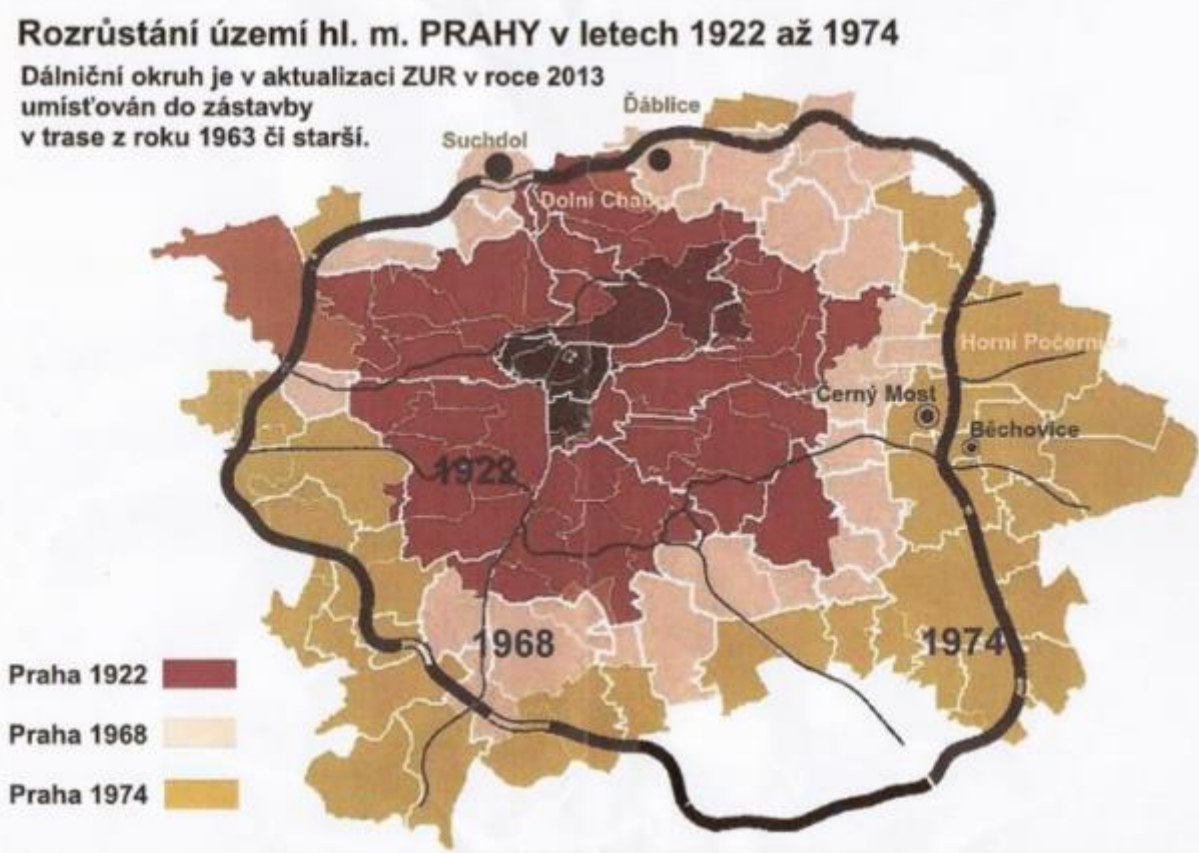 Rozrůstání území hl. m. PRAHY v letech 1922 až 1974
Dálniční okruh je v aktualizaci ZUR v roce 2013
umísťován do zástavby
v trase z roku 1963 či starší.
Ďáblice
Suchdol
Dolní Chabry
Horní Počernice
Černý Most
Běchovice
1922
1968
1974
Praha 1922
Praha 1968
Praha 1974